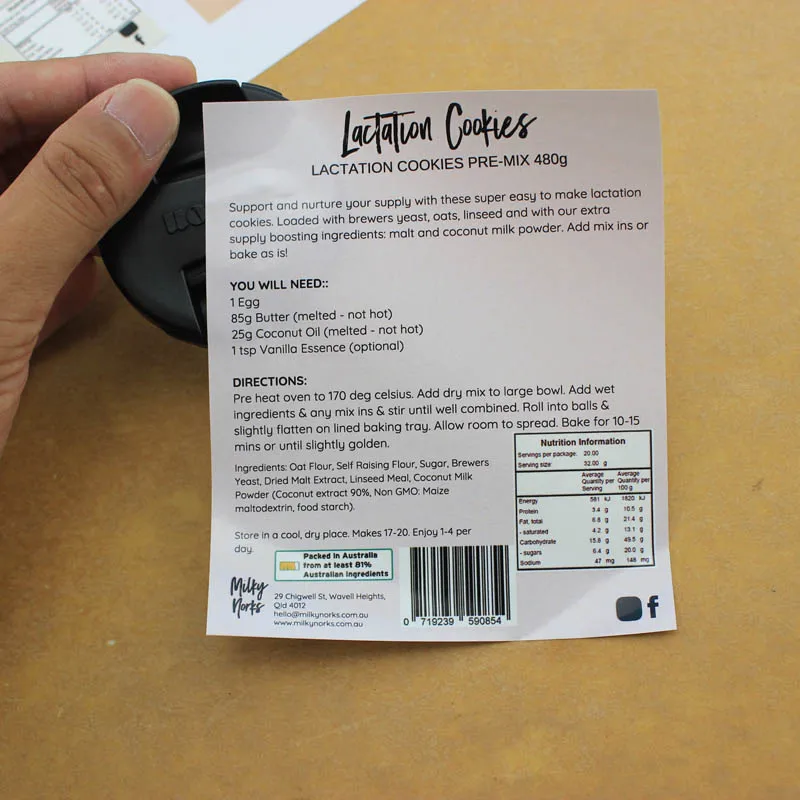 Lactation Cookies
LACTATION COOKIES PRE-MIX 480g
Support and nurture your supply with these super easy to make lactation
cookies. Loaded with brewers yeast, oats, linseed and with our extra
supply boosting ingredients: malt and coconut milk powder. Add mix ins or
bake as is!
YOU WILL NEED::
1 Egg
85g Butter (melted - not hot)
25g Coconut Oil (melted - not hot)
1 tsp Vanilla Essence (optional)
DIRECTIONS:
Pre heat oven to 170 deg celsius. Add dry mix to large bowl. Add wet
ingredients & any mix ins & stir until well combined. Roll into balls &
slightly flatten on lined baking tray. Allow room to spread. Bake for 10-15
mins or until slightly golden.
Ingredients: Oat Flour, Self Raising Flour, Sugar, Brewers
Yeast, Dried Malt Extract, Linseed Meal, Coconut Milk
Powder (Coconut extract 90%, Non GMO: Maize
maltodextrin, food starch).
Store in a cool, dry place. Makes 17-20. Enjoy 1-4 per
day.
Nutrition Information
Servings per package: 20.00
Serving size: 32.00 g
Average Quantity per Serving
Average Quantity per 100 g
Energy 581 kJ 1820 kJ
Protein 3.4 g 10.5 g
Fat, total 6.8 g 21.4 g
- saturated 4.2 g 13.1 g
Carbohydrate 15.8 g 49.5 g
- sugars 6.4 g 20.0 g
Sodium 47 mg 148 mg
Packed in Australia
from at least 81%
Australian ingredients
Milky
Norks
29 Chigwell St, Wavell Heights,
Qld 4012
hello@milkynorks.com.au
www.milkynorks.com.au
0 719239 590854
f